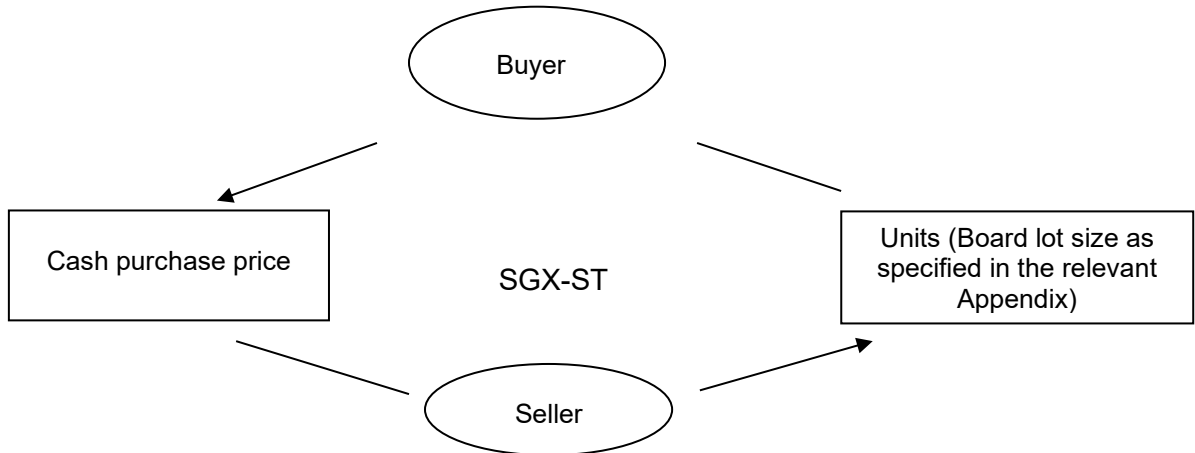 Buyer
Cash purchase price
SGX-ST
Units (Board lot size as
specified in the relevant
Appendix)
Seller